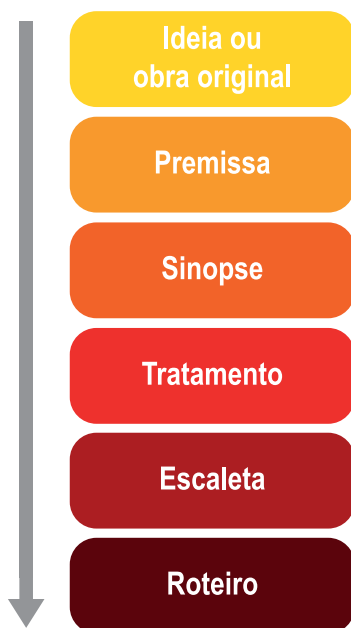 Ideia ou
obra original
Premissa
Sinopse
Tratamento
Escaleta
Roteiro